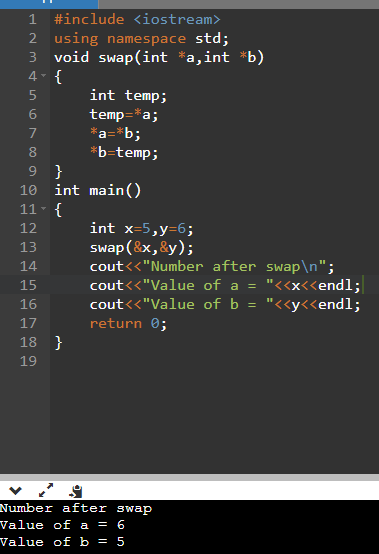 1 #include <iostream>
2 using namespace std;
3 void swap(int *a,int *b)
4 {
5 int temp;
6 temp=*a;
7 *a=*b;
8 *b=temp;
9 }
10 int main()
11 {
12 int x=5,y=6;
13 swap(&x,&y);
14 cout<<"Number after swap\n";
15 cout<<"Value of a = "<<x<<endl;
16 cout<<"Value of b = "<<y<<endl;
17 return 0;
18 }
19
Number after swap
Value of a = 6
Value of b = 5